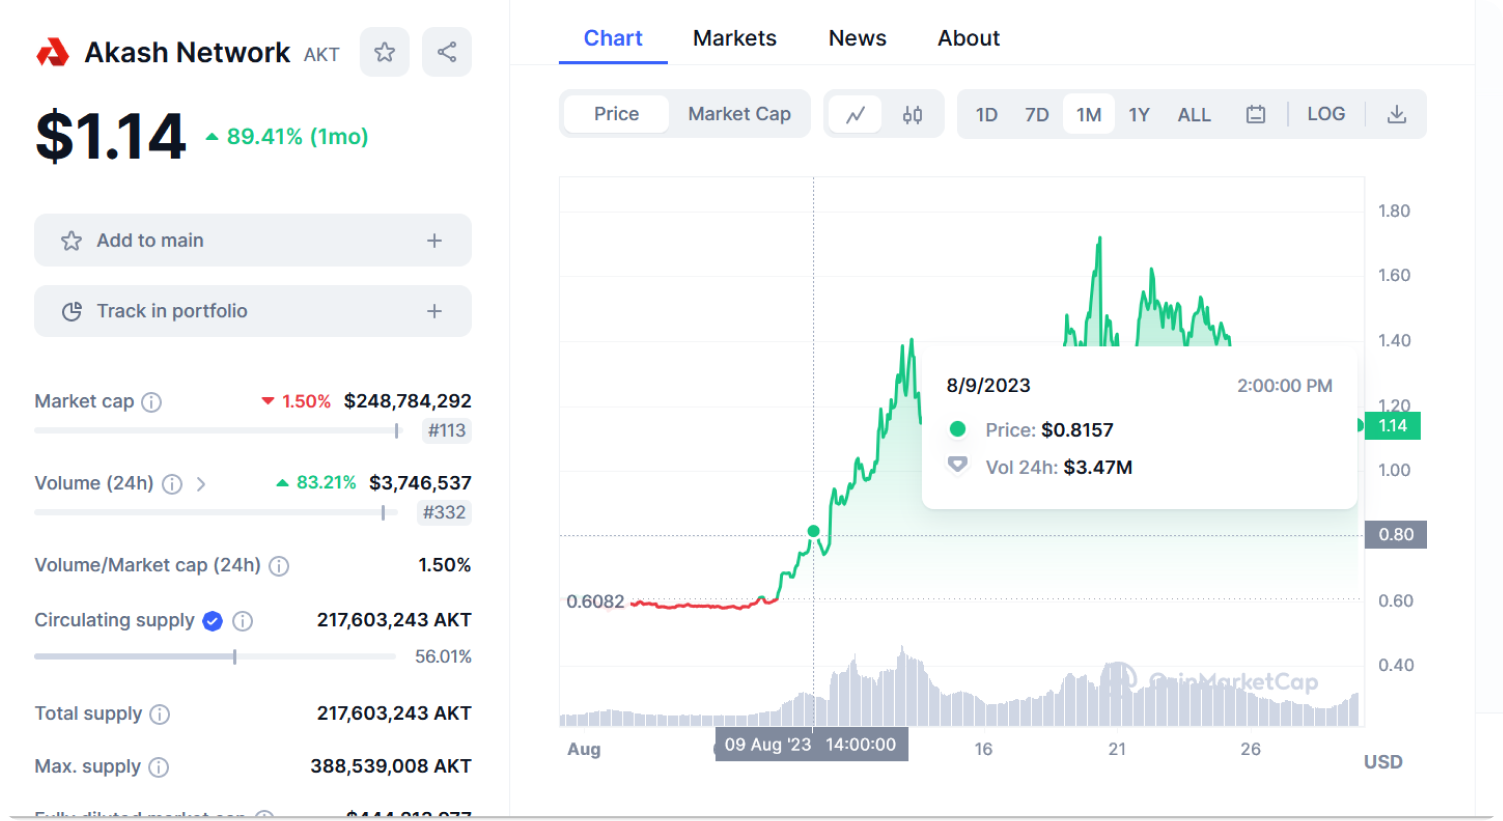 Akash Network AKT
$1.14 89.41% (1mo)
Add to main
Track in portfolio
Market cap 1.50% $248,784,292
#113
Volume (24h) 83.21% $3,746,537
#332
Volume/Market cap (24h) 1.50%
Circulating supply 217,603,243 AKT
56.01%
Total supply 217,603,243 AKT
Max. supply 388,539,008 AKT
Chart Markets News About
Price Market Cap 1D 7D 1M 1Y ALL LOG
1.80
1.60
1.40
1.20
1.14
1.00
0.80
0.60
0.40
8/9/2023 2:00:00 PM
Price: $0.8157
Vol 24h: $3.47M
0.6082
CoinMarketCap
Aug 09 Aug '23 14:00:00 16 21 26
USD